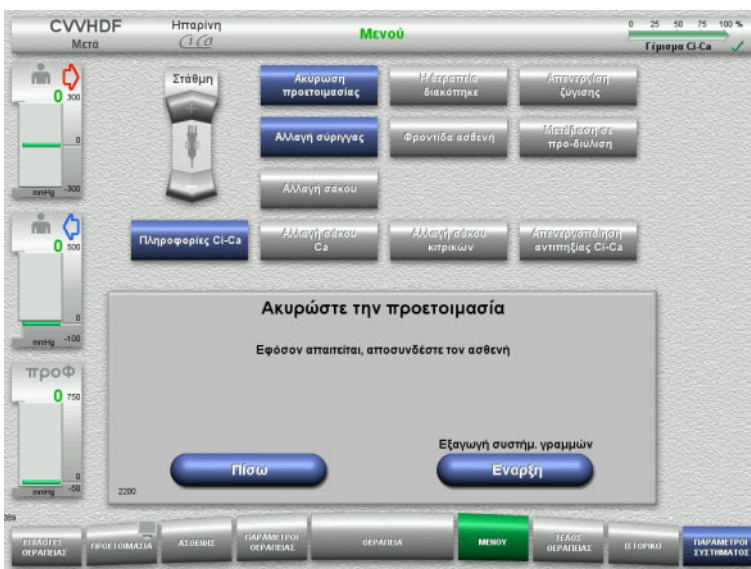 CVVHDF
Μετά
Ηπαρίνη
Ci Ca
Μενού
0 25 50 75 100 %
Γέμισμα Ci-Ca
0 300
0
mmHg -300
0 500
0
mmHg -100
προΦ
0 750
0
mmHg -50
Στάθμη
Ακύρωση
προετοιμασίας
Η θεραπεία
διακόπηκε
Απενεργ/ση
ζύγισης
Αλλαγή σύριγγας
Φροντίδα ασθενή
Μετάβαση σε
προ-διύλιση
Αλλαγή σάκου
Πληροφορίες Ci-Ca
Αλλαγή σάκου
Ca
Αλλαγή σάκου
κιτρικών
Απενεργοποίηση
αντιπηξίας Ci-Ca
Ακυρώστε την προετοιμασία
Εφόσον απαιτείται, αποσυνδέστε τον ασθενή
Εξαγωγή συστήμ. γραμμών
Πίσω
Έναρξη
2200
269
ΕΠΙΛΟΓΕΣ
ΘΕΡΑΠΕΙΑΣ
ΠΡΟΕΤΟΙΜΑΣΙΑ
ΑΣΘΕΝΗΣ
ΠΑΡΑΜΕΤΡΟΙ
ΘΕΡΑΠΕΙΑΣ
ΘΕΡΑΠΕΙΑ
ΜΕΝΟΥ
ΤΕΛΟΣ
ΘΕΡΑΠΕΙΑΣ
ΙΣΤΟΡΙΚΟ
ΠΑΡΑΜΕΤΡΟΙ
ΣΥΣΤΗΜΑΤΟΣ